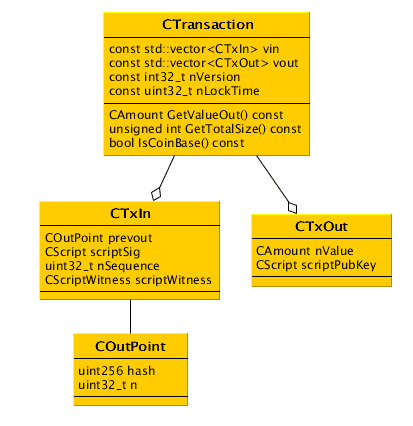 CTransaction
const std::vector<CTxIn> vin
const std::vector<CTxOut> vout
const int32_t nVersion
const uint32_t nLockTime
CAmount GetValueOut() const
unsigned int GetTotalSize() const
bool IsCoinBase() const
CTxIn
COutPoint prevout
CScript scriptSig
uint32_t nSequence
CScriptWitness scriptWitness
CTxOut
CAmount nValue
CScript scriptPubKey
COutPoint
uint256 hash
uint32_t n